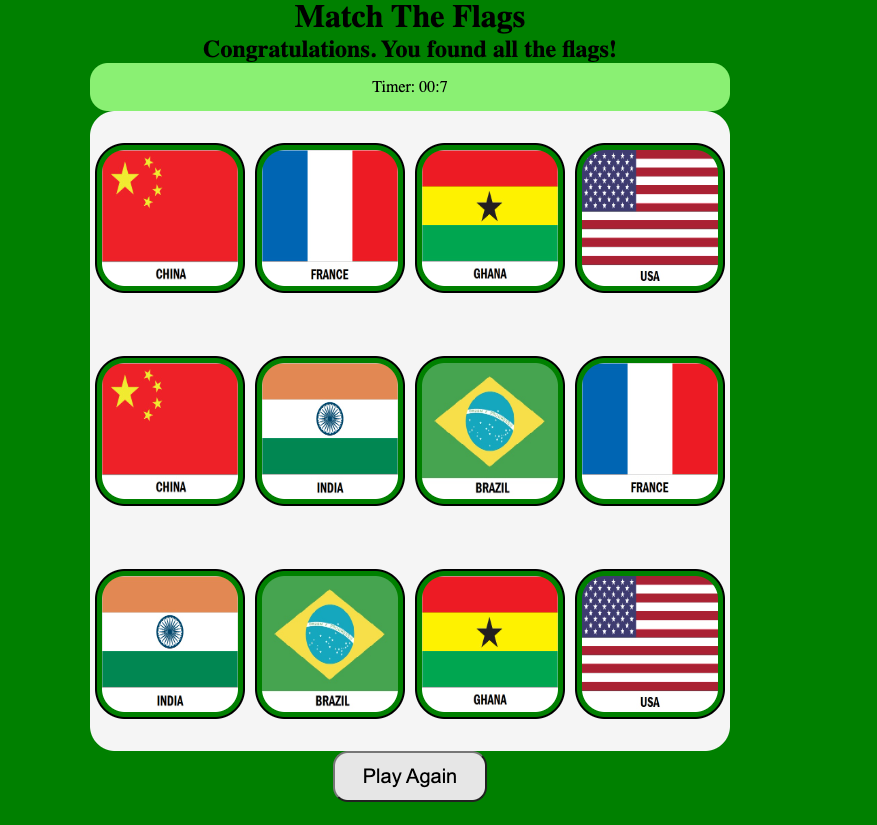 Match The Flags
Congratulations. You found all the flags!
Timer: 00:7
CHINA
FRANCE
GHANA
USA
CHINA
INDIA
BRAZIL
FRANCE
INDIA
BRAZIL
GHANA
USA
Play Again